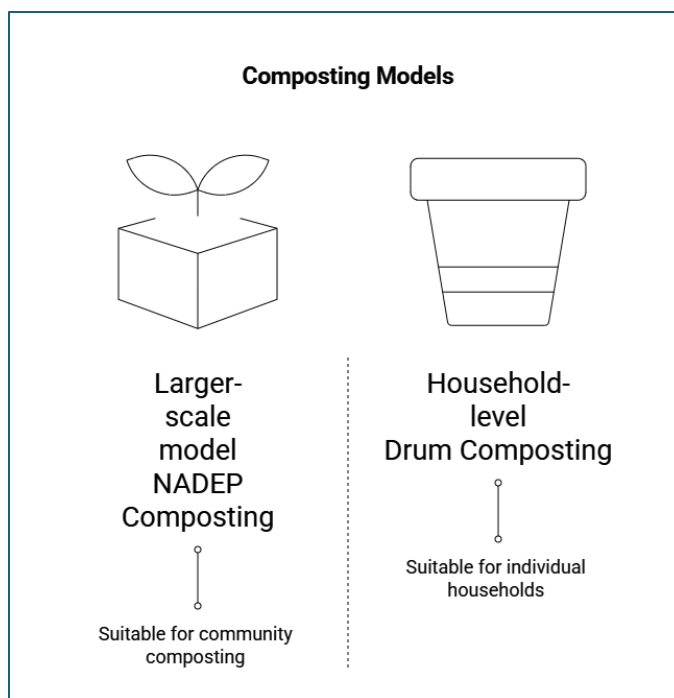 Composting Models
Larger-
scale
model
NADEP
Composting
Suitable for community
composting
Household-
level
Drum Composting
Suitable for individual
households